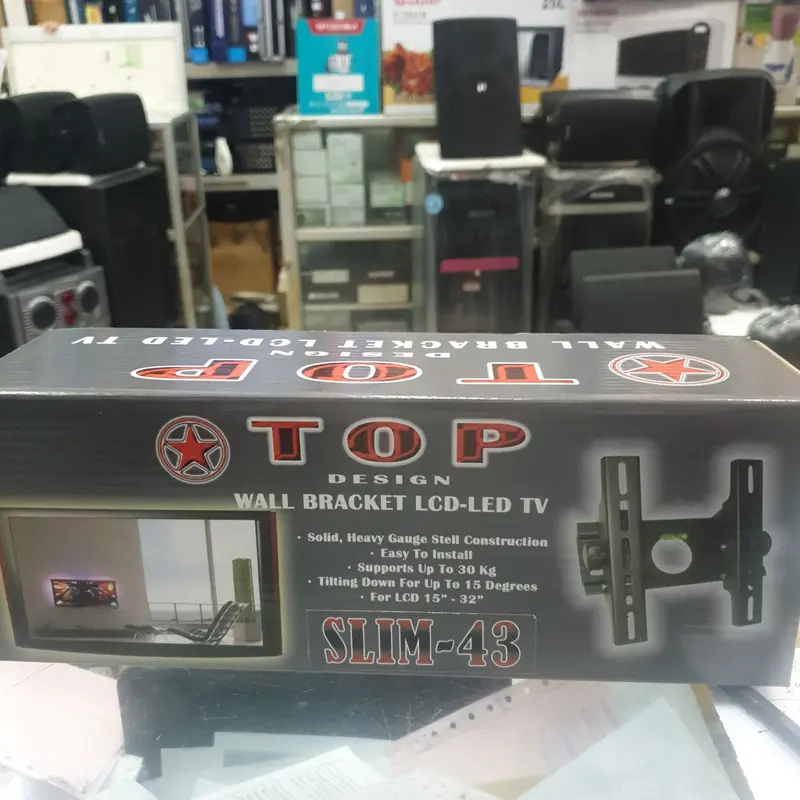 WALL BRACKET LCD-LED TV
DESIGN
TOP
TOP
DESIGN
WALL BRACKET LCD-LED TV
· Solid, Heavy Gauge Stell Construction
· Easy To Install
· Supports Up To 30 Kg
· Tilting Down For Up To 15 Degrees
· For LCD 15" - 32"
SLIM-43